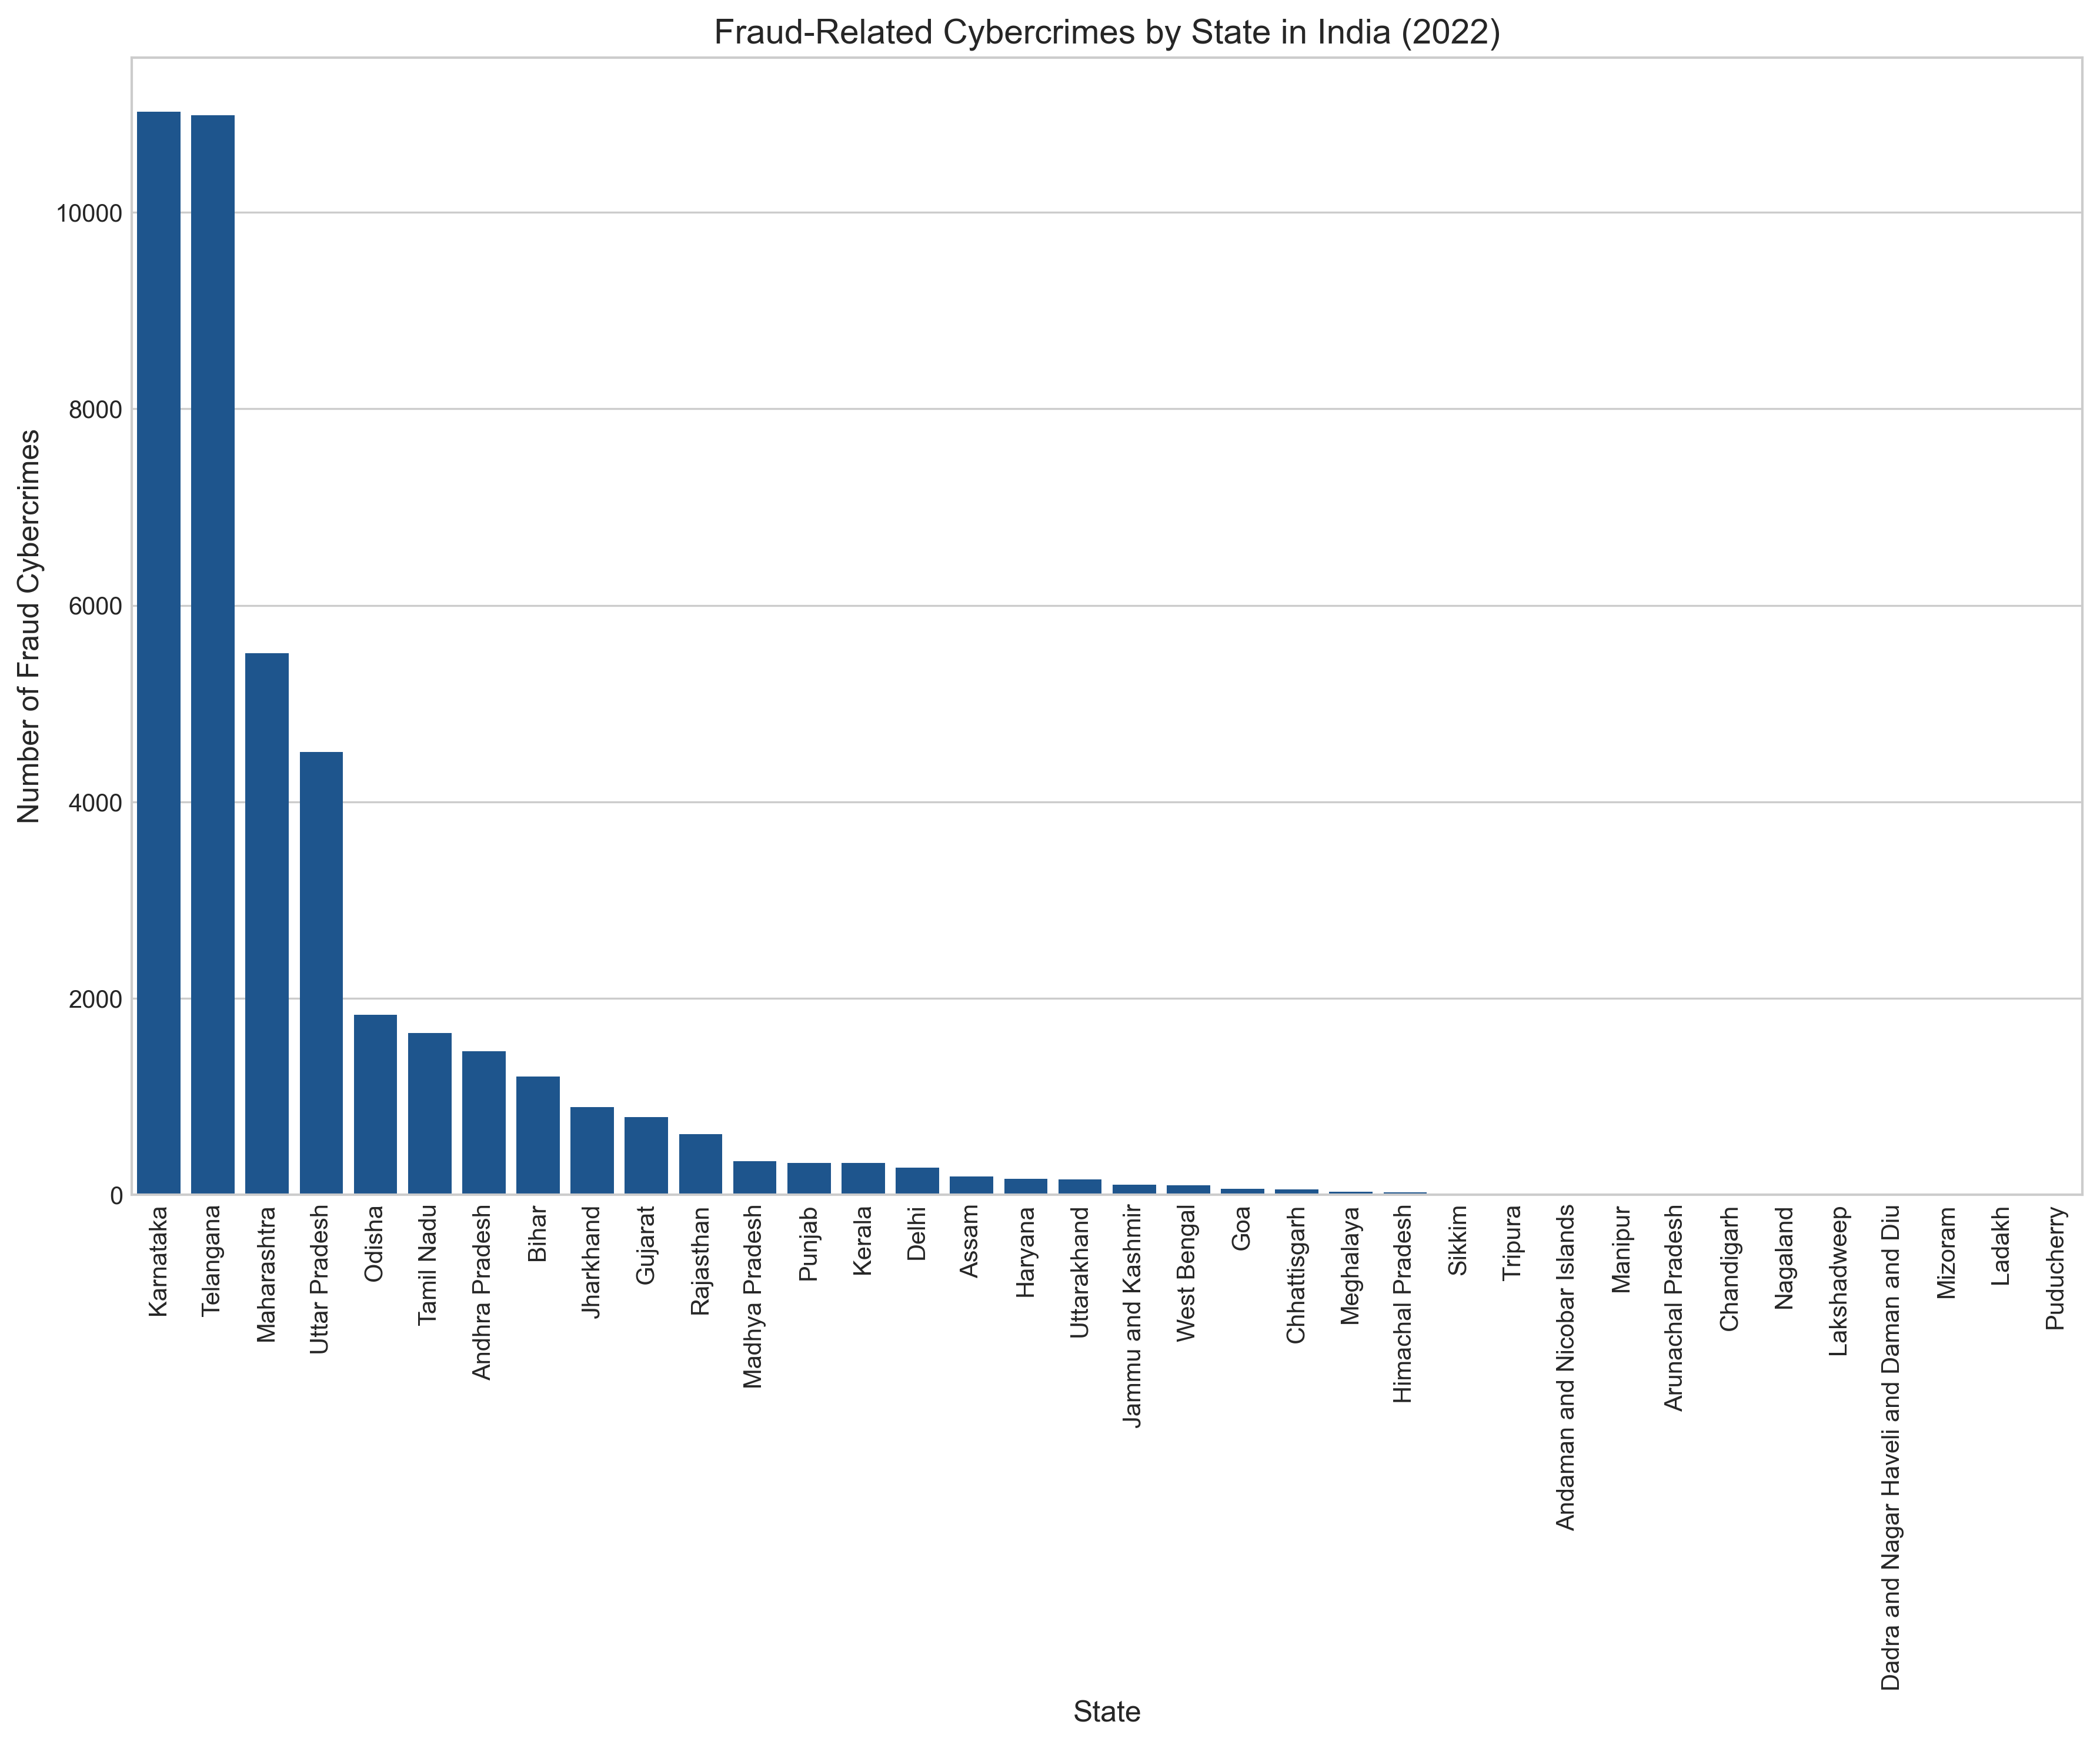 Fraud-Related Cybercrimes by State in India (2022)
Number of Fraud Cybercrimes
10000
8000
6000
4000
2000
0
Karnataka
Telangana
Maharashtra
Uttar Pradesh
Odisha
Tamil Nadu
Andhra Pradesh
Bihar
Jharkhand
Gujarat
Rajasthan
Madhya Pradesh
Punjab
Kerala
Delhi
Assam
Haryana
Uttarakhand
Jammu and Kashmir
West Bengal
Goa
Chhattisgarh
Meghalaya
Himachal Pradesh
Sikkim
Tripura
Andaman and Nicobar Islands
Manipur
Arunachal Pradesh
Chandigarh
Nagaland
Lakshadweep
Dadra and Nagar Haveli and Daman and Diu
Mizoram
Ladakh
Puducherry
State